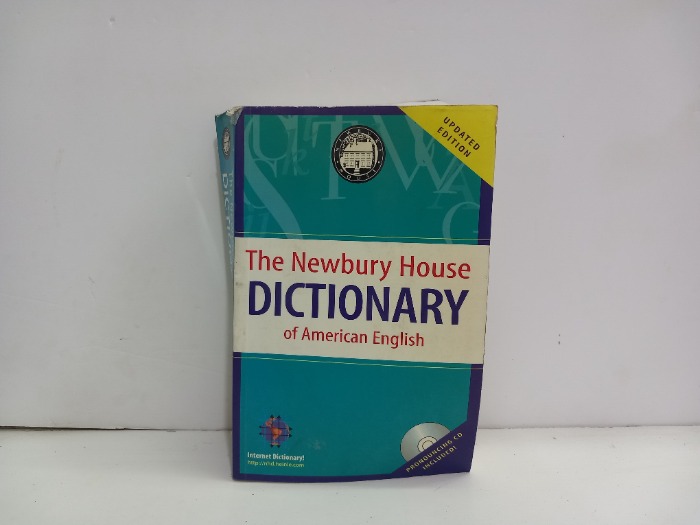 UPDATED
EDITION
The Newbury House
DICTIONARY
of American English
Internet Dictionary!
PRONOUNCING CD
INCLUDED!